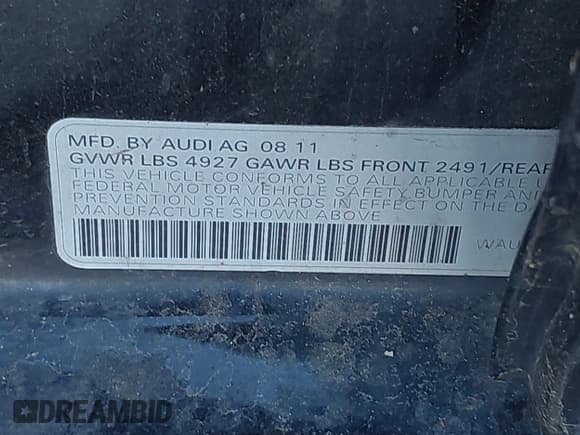 MFD. BY AUDI AG 08 11
GVWR LBS 4927 GAWR LBS FRONT 2491/REAR
THIS VEHICLE CONFORMS TO ALL APPLICABLE
FEDERAL MOTOR VEHICLE SAFETY BUMPER AND
PREVENTION STANDARDS IN EFFECT ON THE
MANUFACTURE SHOWN ABOVE
WAU
DREAMBID